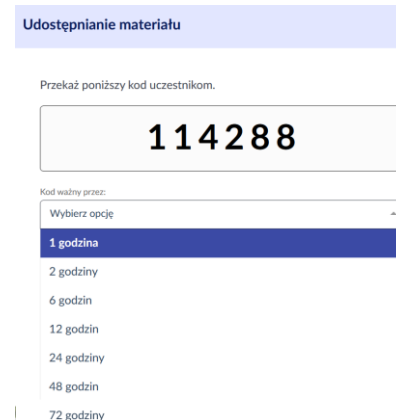 Udostępnianie materiału
Przekaż poniższy kod uczestnikom.
114288
Kod ważny przez:
Wybierz opcję
1 godzina
2 godziny
6 godzin
12 godzin
24 godziny
48 godzin
72 godziny